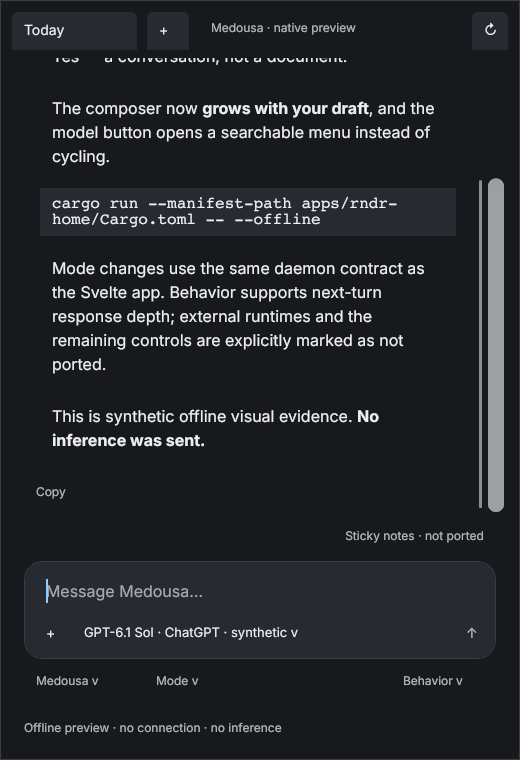 Today
+
Medousa · native preview
Yes — a conversation, not a document.
The composer now grows with your draft, and the
model button opens a searchable menu instead of
cycling.
cargo run --manifest-path apps/rndr-
home/Cargo.toml -- --offline
Mode changes use the same daemon contract as
the Svelte app. Behavior supports next-turn
response depth; external runtimes and the
remaining controls are explicitly marked as not
ported.
This is synthetic offline visual evidence. No
inference was sent.
Copy
Sticky notes · not ported
Message Medousa...
+ GPT-6.1 Sol · ChatGPT · synthetic v
Medousa v Mode v Behavior v
Offline preview · no connection · no inference